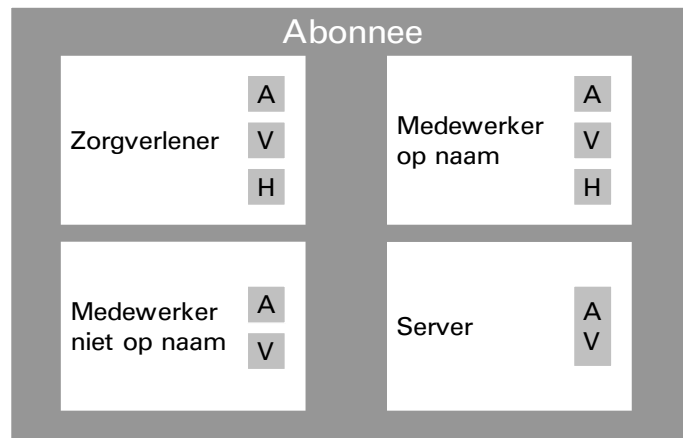 Abonnee
Zorgverlener
A
V
H
Medewerker
op naam
A
V
H
Medewerker
niet op naam
A
V
Server
A
V